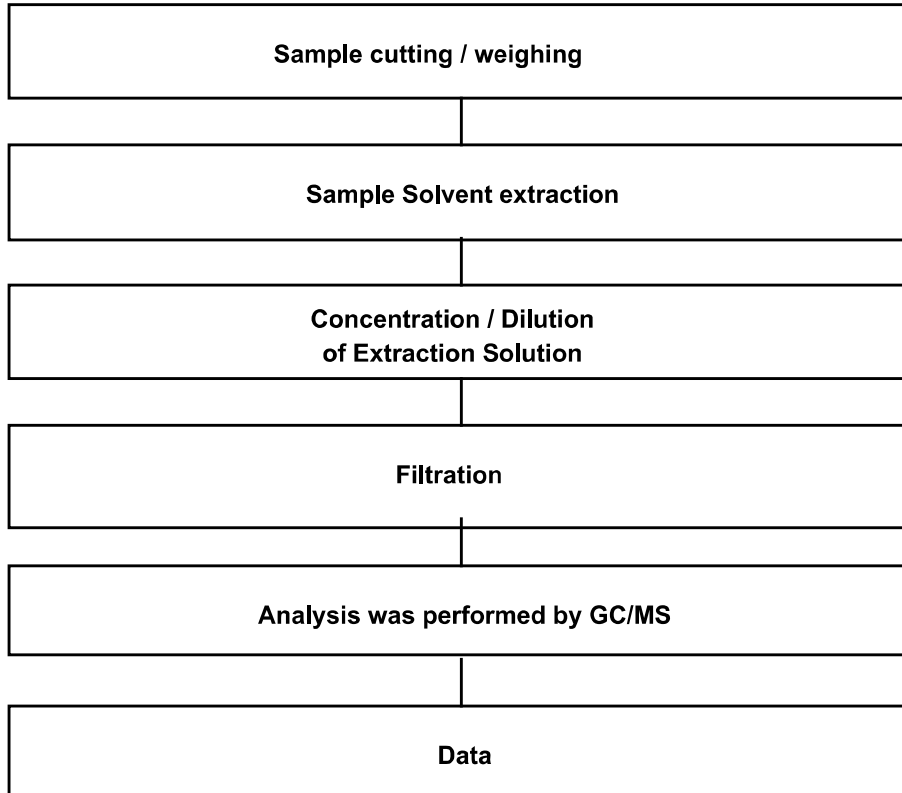 Sample cutting / weighing
Sample Solvent extraction
Concentration / Dilution
of Extraction Solution
Filtration
Analysis was performed by GC/MS
Data